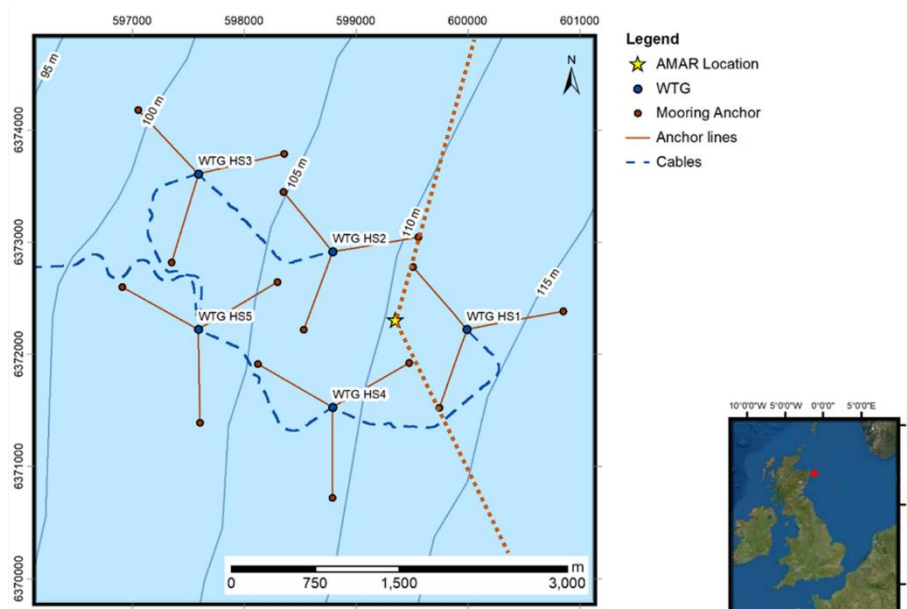 597000
598000
599000
600000
601000
95 m
100 m
105 m
110 m
115 m
N
6374000
6373000
6372000
6371000
6370000
WTG HS3
WTG HS2
WTG HS1
WTG HS5
WTG HS4
m
0
750
1,500
3,000
Legend
AMAR Location
WTG
Mooring Anchor
Anchor lines
Cables
10°0'0"W
5°0'0"W
0°0'0"
5°0'0"E